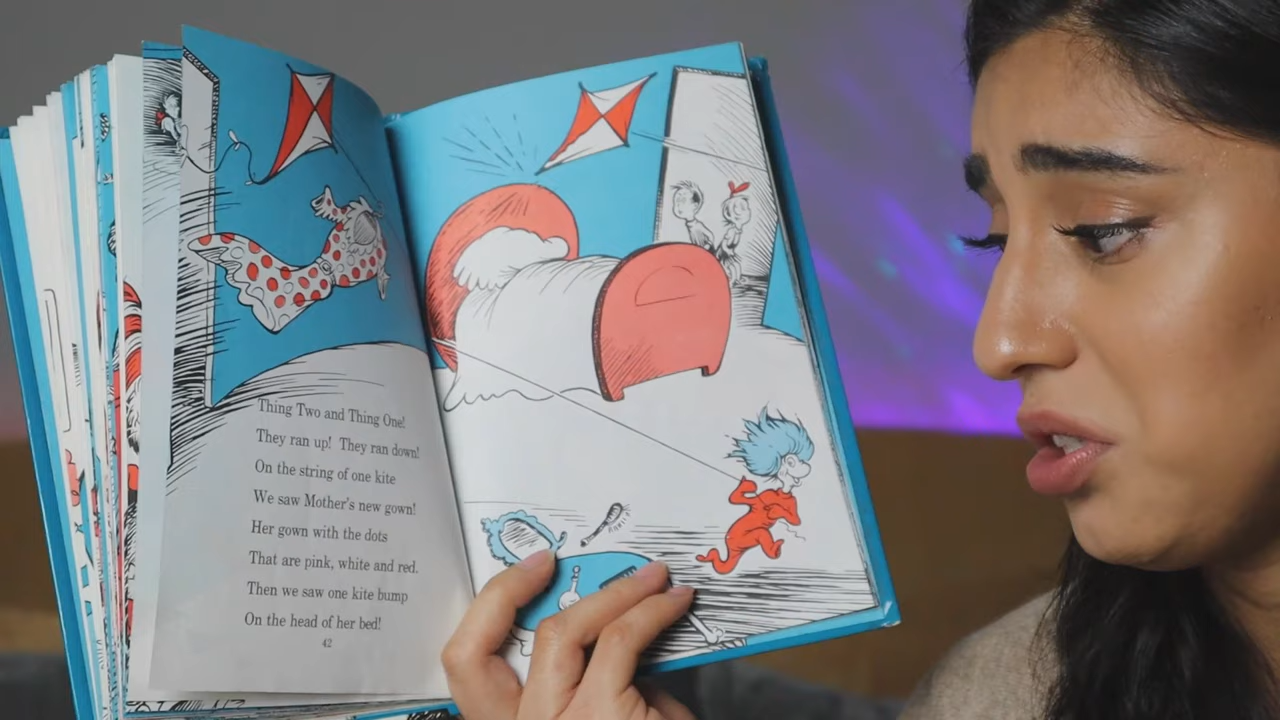 Thing Two and Thing One!
They ran up! They ran down!
On the string of one kite
We saw Mother's new gown!
Her gown with the dots
That are pink, white and red.
Then we saw one kite bump
On the head of her bed!
42